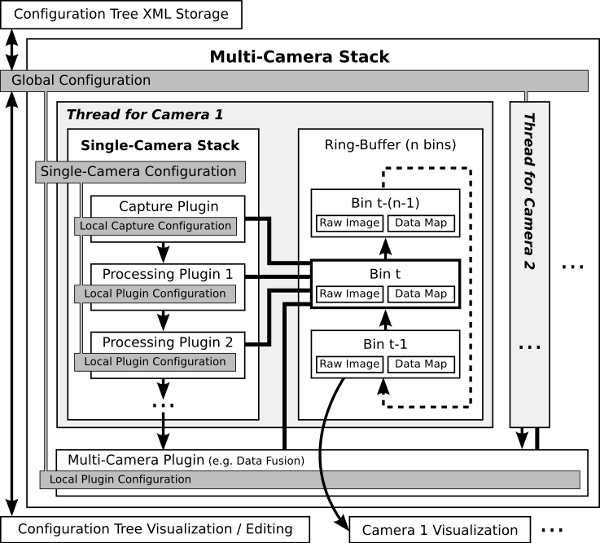 Configuration Tree XML Storage
Multi-Camera Stack
Global Configuration
Thread for Camera 1
Single-Camera Stack
Single-Camera Configuration
Capture Plugin
Local Capture Configuration
Processing Plugin 1
Local Plugin Configuration
Processing Plugin 2
Local Plugin Configuration
...
Ring-Buffer (n bins)
Bin t-(n-1)
Raw Image
Data Map
Bin t
Raw Image
Data Map
Bin t-1
Raw Image
Data Map
Thread for Camera 2
...
...
Multi-Camera Plugin (e.g. Data Fusion)
Local Plugin Configuration
Configuration Tree Visualization / Editing
Camera 1 Visualization
...